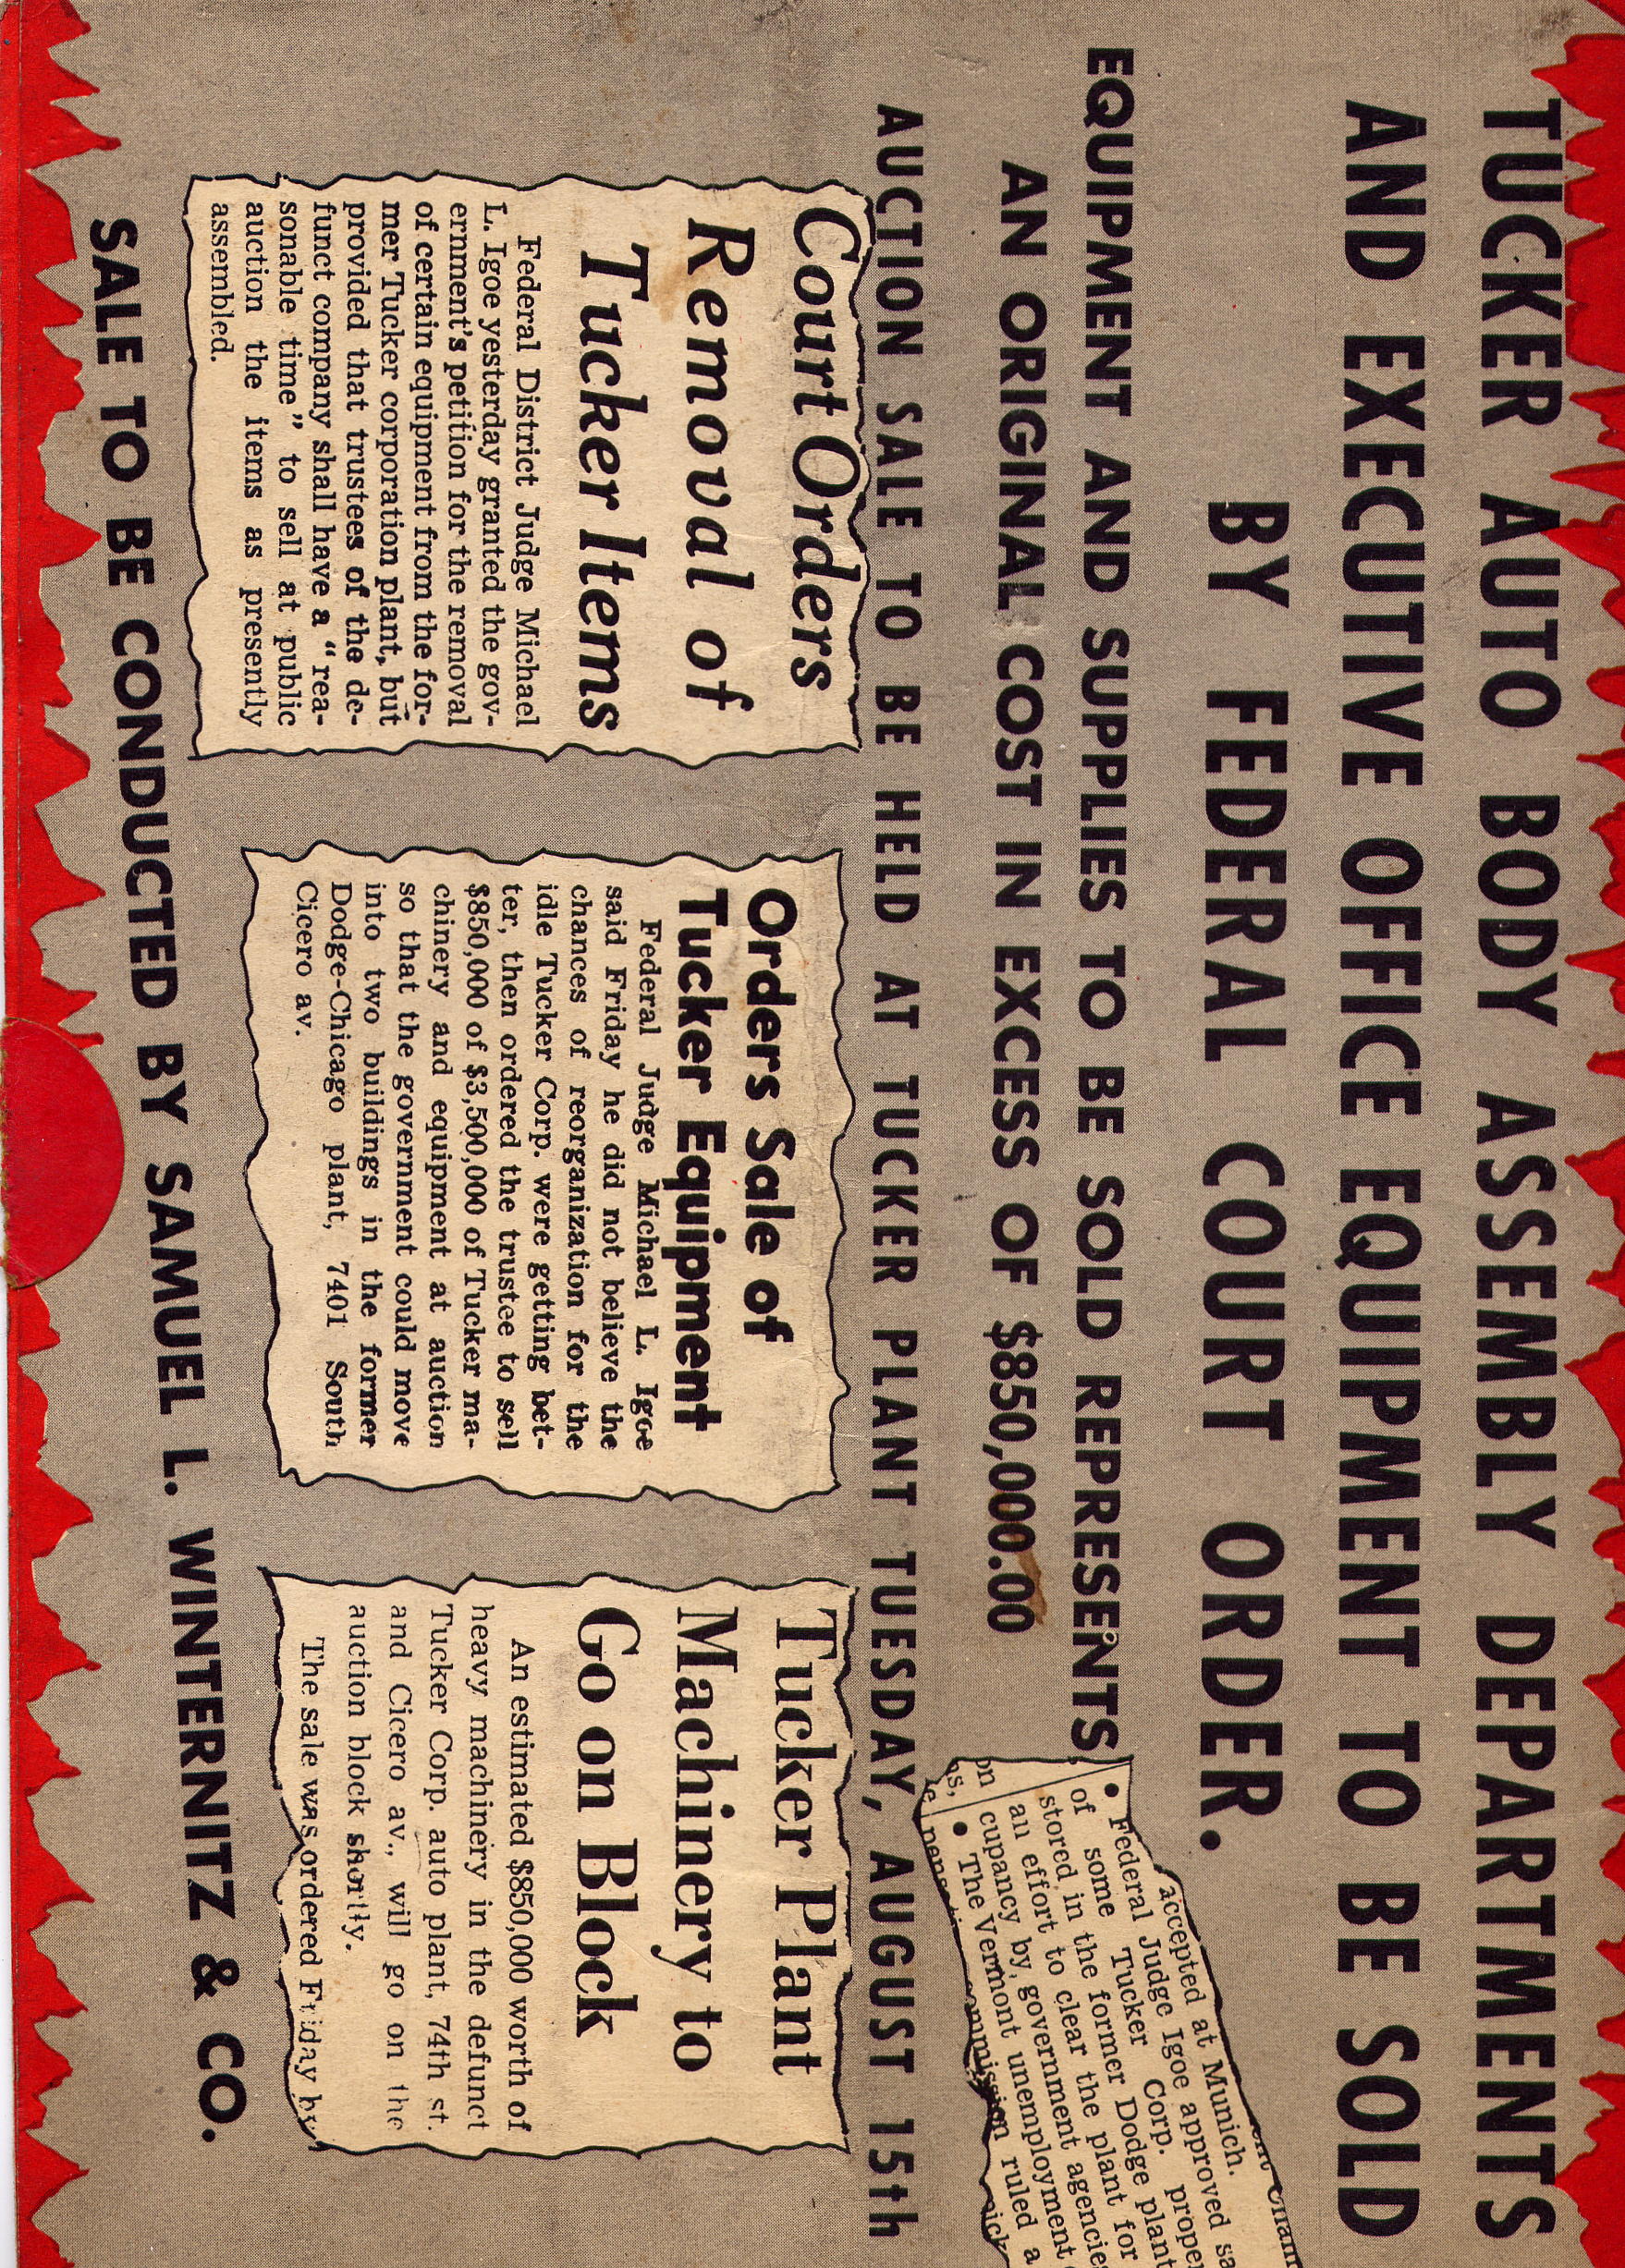 TUCKER AUTO BODY ASSEMBLY DEPARTMENTS
AND EXECUTIVE OFFICE EQUIPMENT TO BE SOLD
BY FEDERAL COURT ORDER.
EQUIPMENT AND SUPPLIES TO BE SOLD REPRESENTS
AN ORIGINAL COST IN EXCESS OF $850,000.00
accepted at Munich.
• Federal Judge Igoe approved sa
of some Tucker Corp. prope
stored in the former Dodge plant
an effort to clear the plant for
cupancy by government agencie
• The Vermont unemployment
ommission ruled a
on
ns,
AUCTION SALE TO BE HELD AT TUCKER PLANT TUESDAY, AUGUST 15th
Court Orders
Removal of
Tucker Items
Federal District Judge Michael
L. Igoe yesterday granted the gov-
ernment's petition for the removal
of certain equipment from the for-
mer Tucker corporation plant, but
provided that trustees of the de-
funct company shall have a "rea-
sonable time" to sell at public
auction the items as presently
assembled.
Orders Sale of
Tucker Equipment
Federal Judge Michael L. Igoe
said Friday he did not believe the
chances of reorganization for the
idle Tucker Corp. were getting bet-
ter, then ordered the trustee to sell
$850,000 of $3,500,000 of Tucker ma-
chinery and equipment at auction
so that the government could move
into two buildings in the former
Dodge-Chicago plant, 7401 South
Cicero av.
Tucker Plant
Machinery to
Go on Block
An estimated $850,000 worth of
heavy machinery in the defunct
Tucker Corp. auto plant, 74th st.
and Cicero av., will go on the
auction block shortly.
The sale was ordered Friday by
SALE TO BE CONDUCTED BY SAMUEL L. WINTERNITZ & CO.